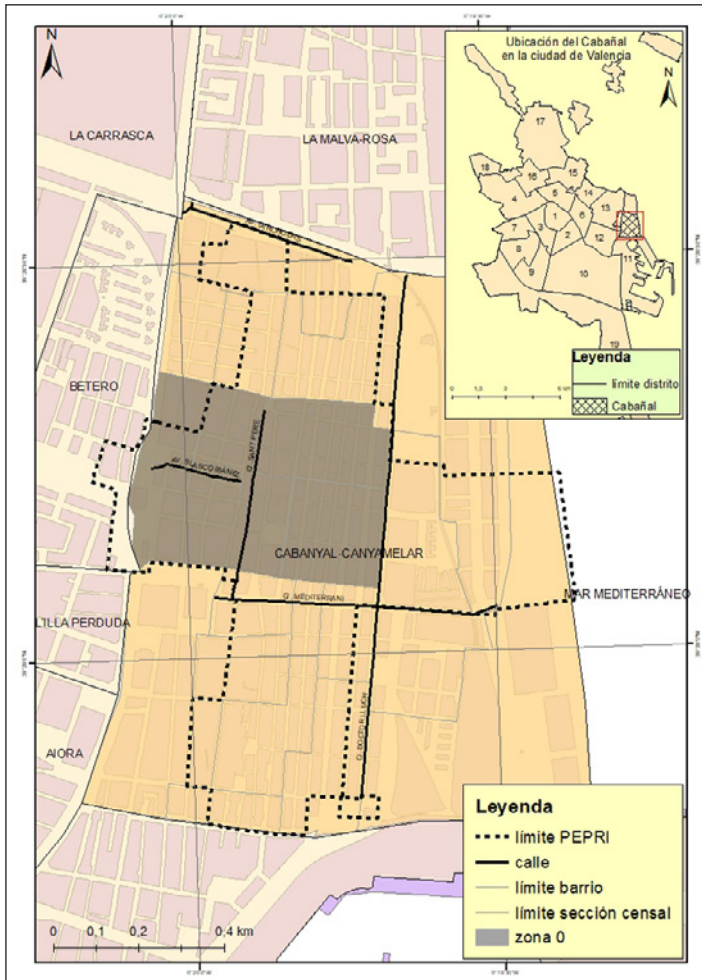 N
LA CARRASCA
LA MALVA-ROSA
Ubicación del Cabañal
en la ciudad de Valencia
N
17
18
16
15
4
5
14
13
7
3
1
6
2
12
8
9
10
11
19
Leyenda
límite distrito
Cabañal
0
BETERO
AV. BLASCO IBAÑEZ
C. SANT PERE
CABANYAL-CANYAMELAR
C. MEDITERRANI
MAR MEDITERRÁNEO
L'ILLA PERDUDA
C. DOCTOR LLUCH
AIORA
Leyenda
límite PEPRI
calle
límite barrio
límite sección censal
zona 0
0 0,1 0,2 0,4 km